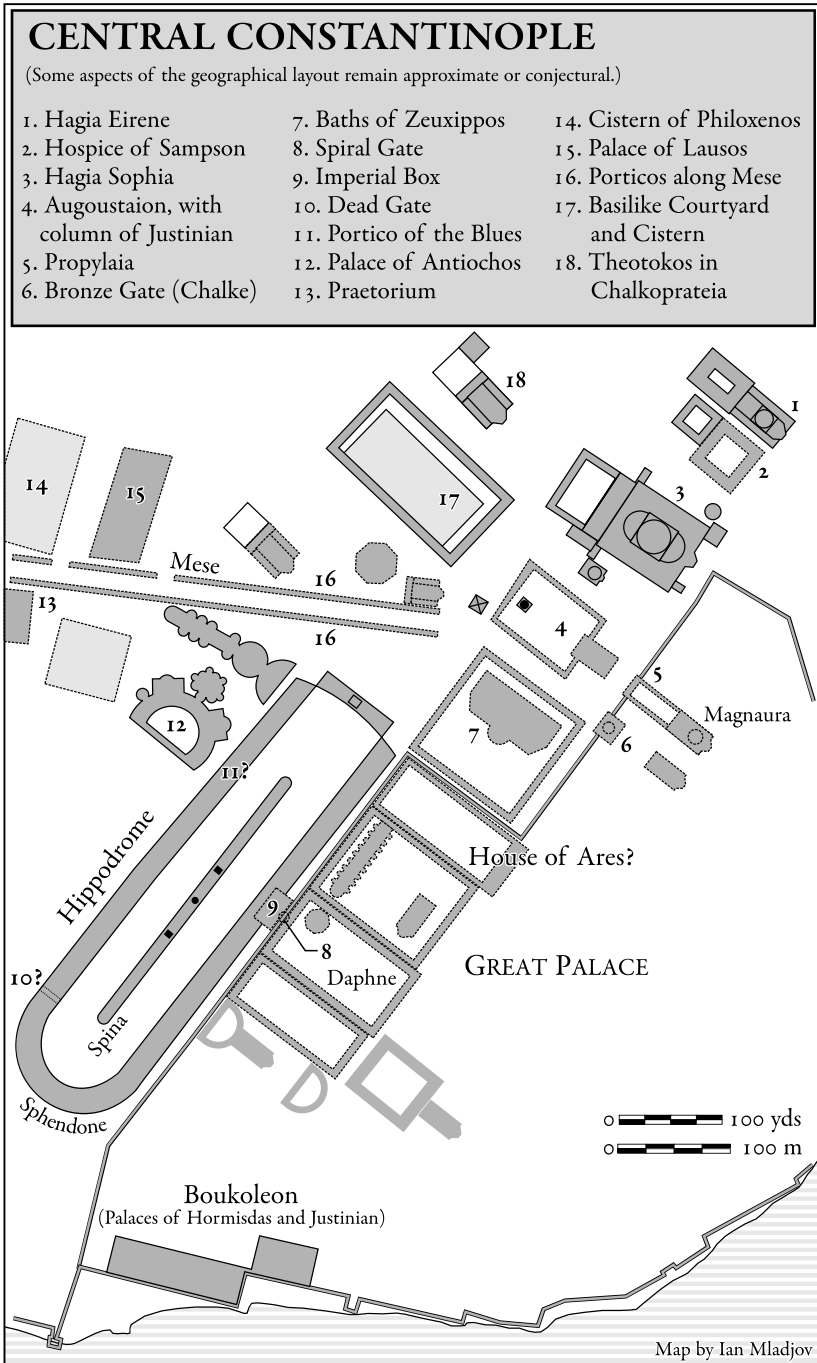 CENTRAL CONSTANTINOPLE
(Some aspects of the geographical layout remain approximate or conjectural.)
1. Hagia Eirene
2. Hospice of Sampson
3. Hagia Sophia
4. Augoustaion, with
column of Justinian
5. Propylaia
6. Bronze Gate (Chalke)
7. Baths of Zeuxippos
8. Spiral Gate
9. Imperial Box
10. Dead Gate
11. Portico of the Blues
12. Palace of Antiochos
13. Praetorium
14. Cistern of Philoxenos
15. Palace of Lausos
16. Porticos along Mese
17. Basilike Courtyard
and Cistern
18. Theotokos in
Chalkoprateia
18
1
2
3
14
15
17
Mese
16
13
16
4
5
Magnaura
6
7
12
11?
Hippodrome
House of Ares?
9
8
Daphne
GREAT PALACE
10?
Spina
Sphendone
0 100 yds
0 100 m
Boukoleon
(Palaces of Hormisdas and Justinian)
Map by Ian Mladjov